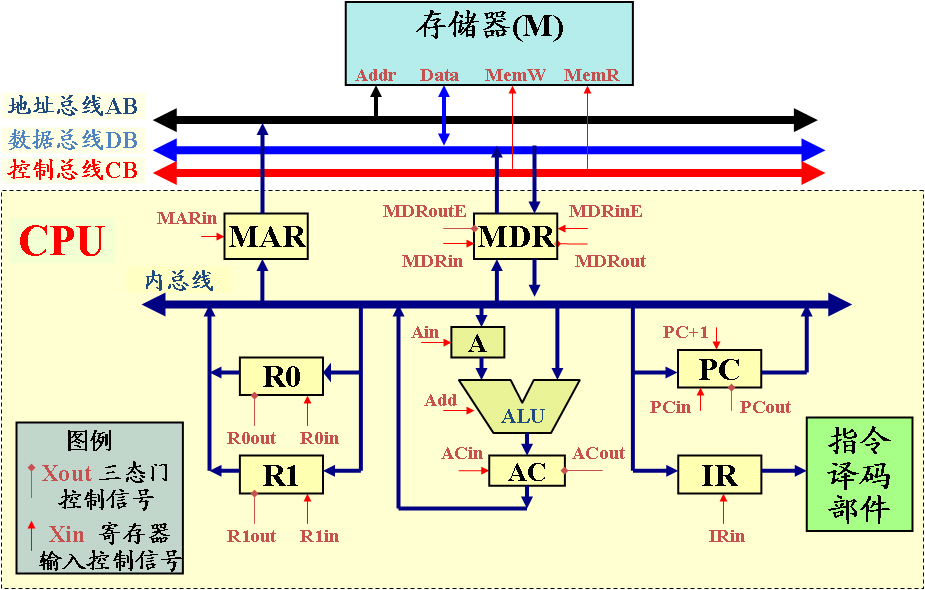 存储器(M)
Addr Data MemW MemR
地址总线AB
数据总线DB
控制总线CB
CPU
MARin
MAR
MDRoutE
MDRin
MDR
MDRinE
MDRout
内总线
Ain
A
PC+1
PC
PCin
PCout
R0
R0out
R0in
Add
ALU
ACin
AC
ACout
R1
R1out
R1in
IR
IRin
指令
译码
部件
图例
Xout 三态门
控制信号
Xin 寄存器
输入控制信号